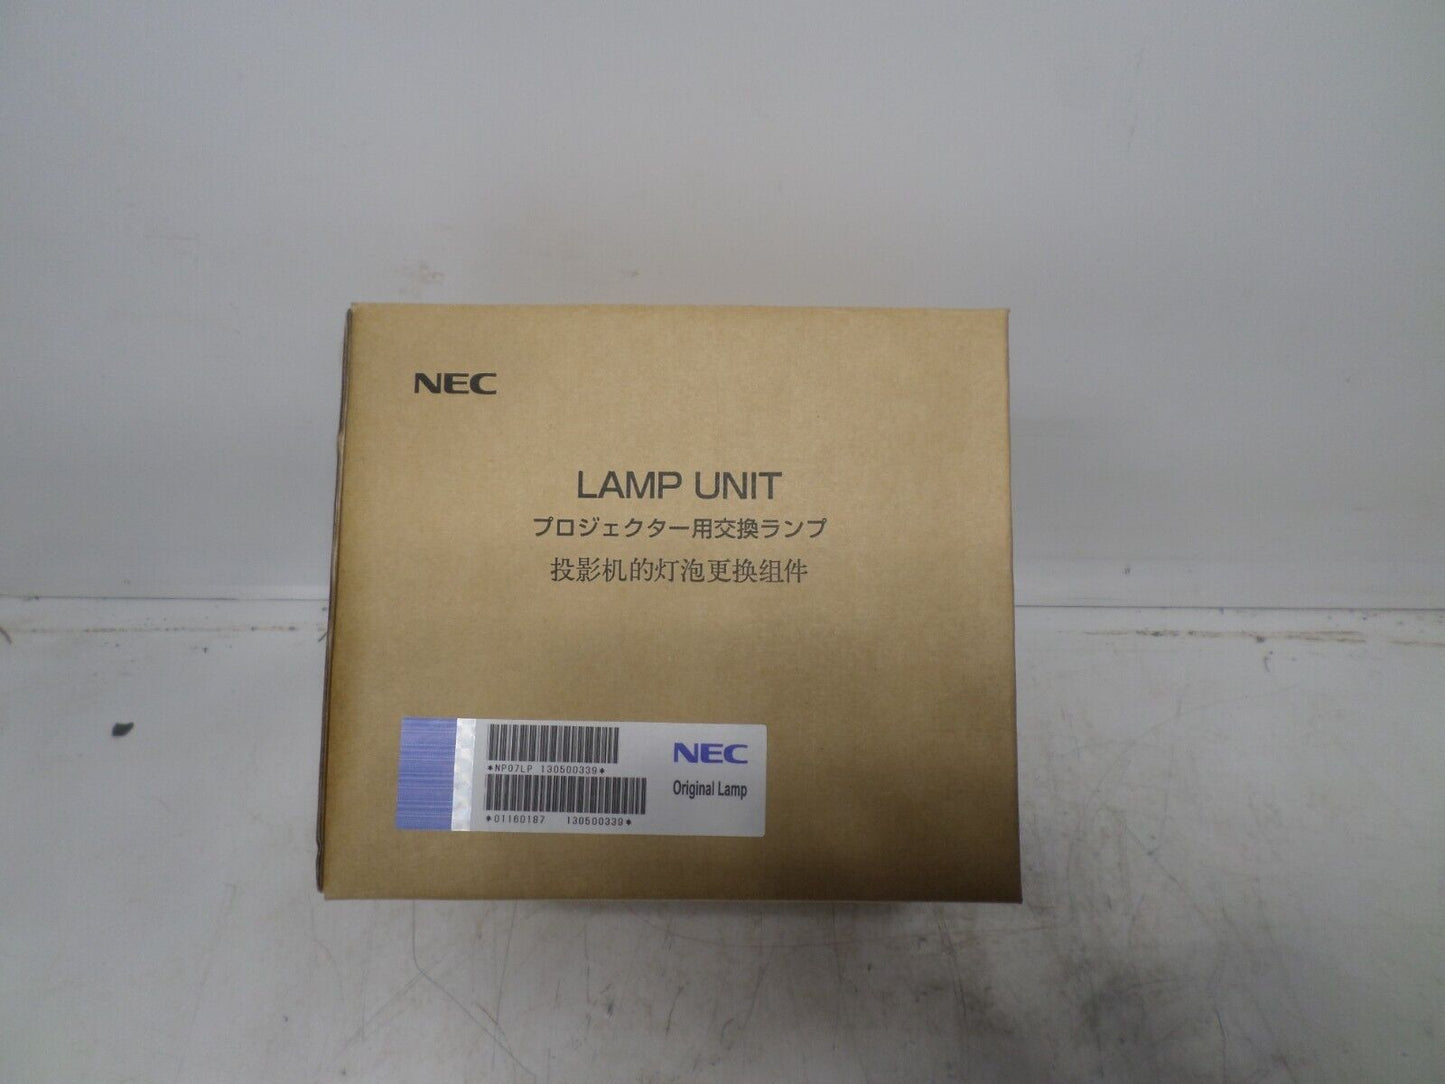 NEC
LAMP UNIT
プロジェクター用交換ランプ
投影机的灯泡更换组件
*NP07LP 130500339*
*01160187 130500339*
NEC
Original Lamp